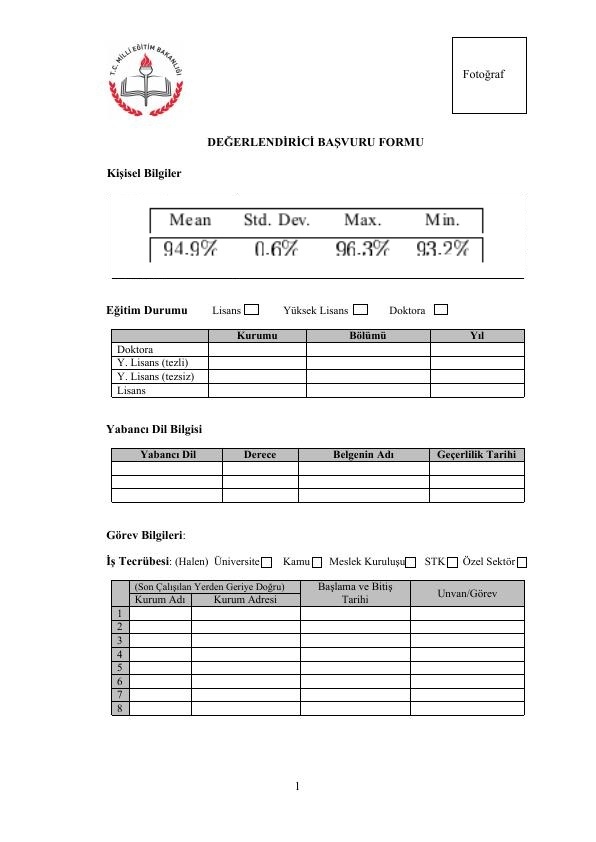 T.C. MİLLÎ EĞİTİM BAKANLIĞI
Fotoğraf
DEĞERLENDİRİCİ BAŞVURU FORMU
Kişisel Bilgiler
Mean Std. Dev. Max. Min.
94.9% 0.6% 96.3% 93.2%
Eğitim Durumu Lisans Yüksek Lisans Doktora
Kurumu Bölümü Yıl
Doktora
Y. Lisans (tezli)
Y. Lisans (tezsiz)
Lisans
Yabancı Dil Bilgisi
Yabancı Dil Derece Belgenin Adı Geçerlilik Tarihi
Görev Bilgileri:
İş Tecrübesi: (Halen) Üniversite Kamu Meslek Kuruluşu STK Özel Sektör
(Son Çalışılan Yerden Geriye Doğru) Başlama ve Bitiş Tarihi Unvan/Görev
Kurum Adı Kurum Adresi
1
2
3
4
5
6
7
8
1